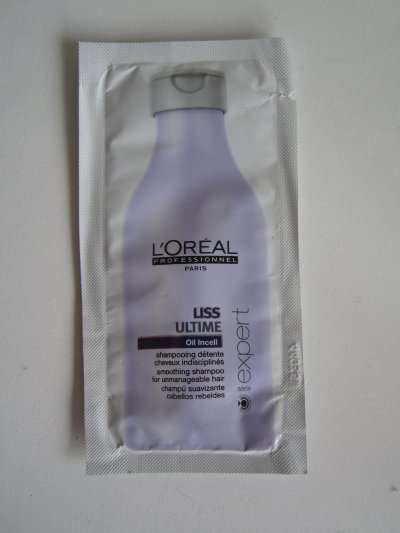 L'ORÉAL
PROFESSIONNEL
PARIS
LISS
ULTIME
Oil Incell
shampooing détente
cheveux indisciplinés
smoothing shampoo
for unmanageable hair
champú suavizante
cabellos rebeldes
série expert